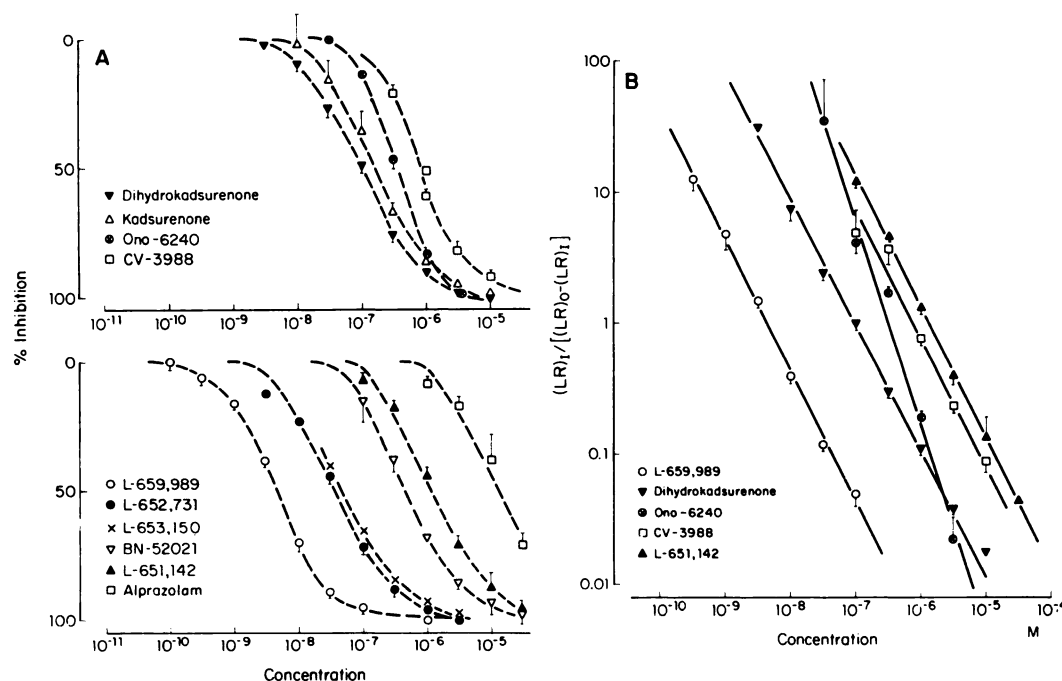 A
% Inhibition
0
50
100
▼ Dihydrokadsurenone
△ Kadsurenone
Ono-6240
□ CV-3988
10⁻¹¹ 10⁻¹⁰ 10⁻⁹ 10⁻⁸ 10⁻⁷ 10⁻⁶ 10⁻⁵
0
50
100
○ L-659,989
● L-652,731
× L-653,150
▽ BN-52021
▲ L-651,142
□ Alprazolam
10⁻¹¹ 10⁻¹⁰ 10⁻⁹ 10⁻⁸ 10⁻⁷ 10⁻⁶ 10⁻⁵
Concentration
B
(LR)I/[(LR)O-(LR)I]
100
10
1
0.1
0.01
○ L-659,989
▼ Dihydrokadsurenone
Ono-6240
□ CV-3988
▲ L-651,142
10⁻¹⁰ 10⁻⁹ 10⁻⁸ 10⁻⁷ 10⁻⁶ 10⁻⁵ 10⁻⁴
Concentration M